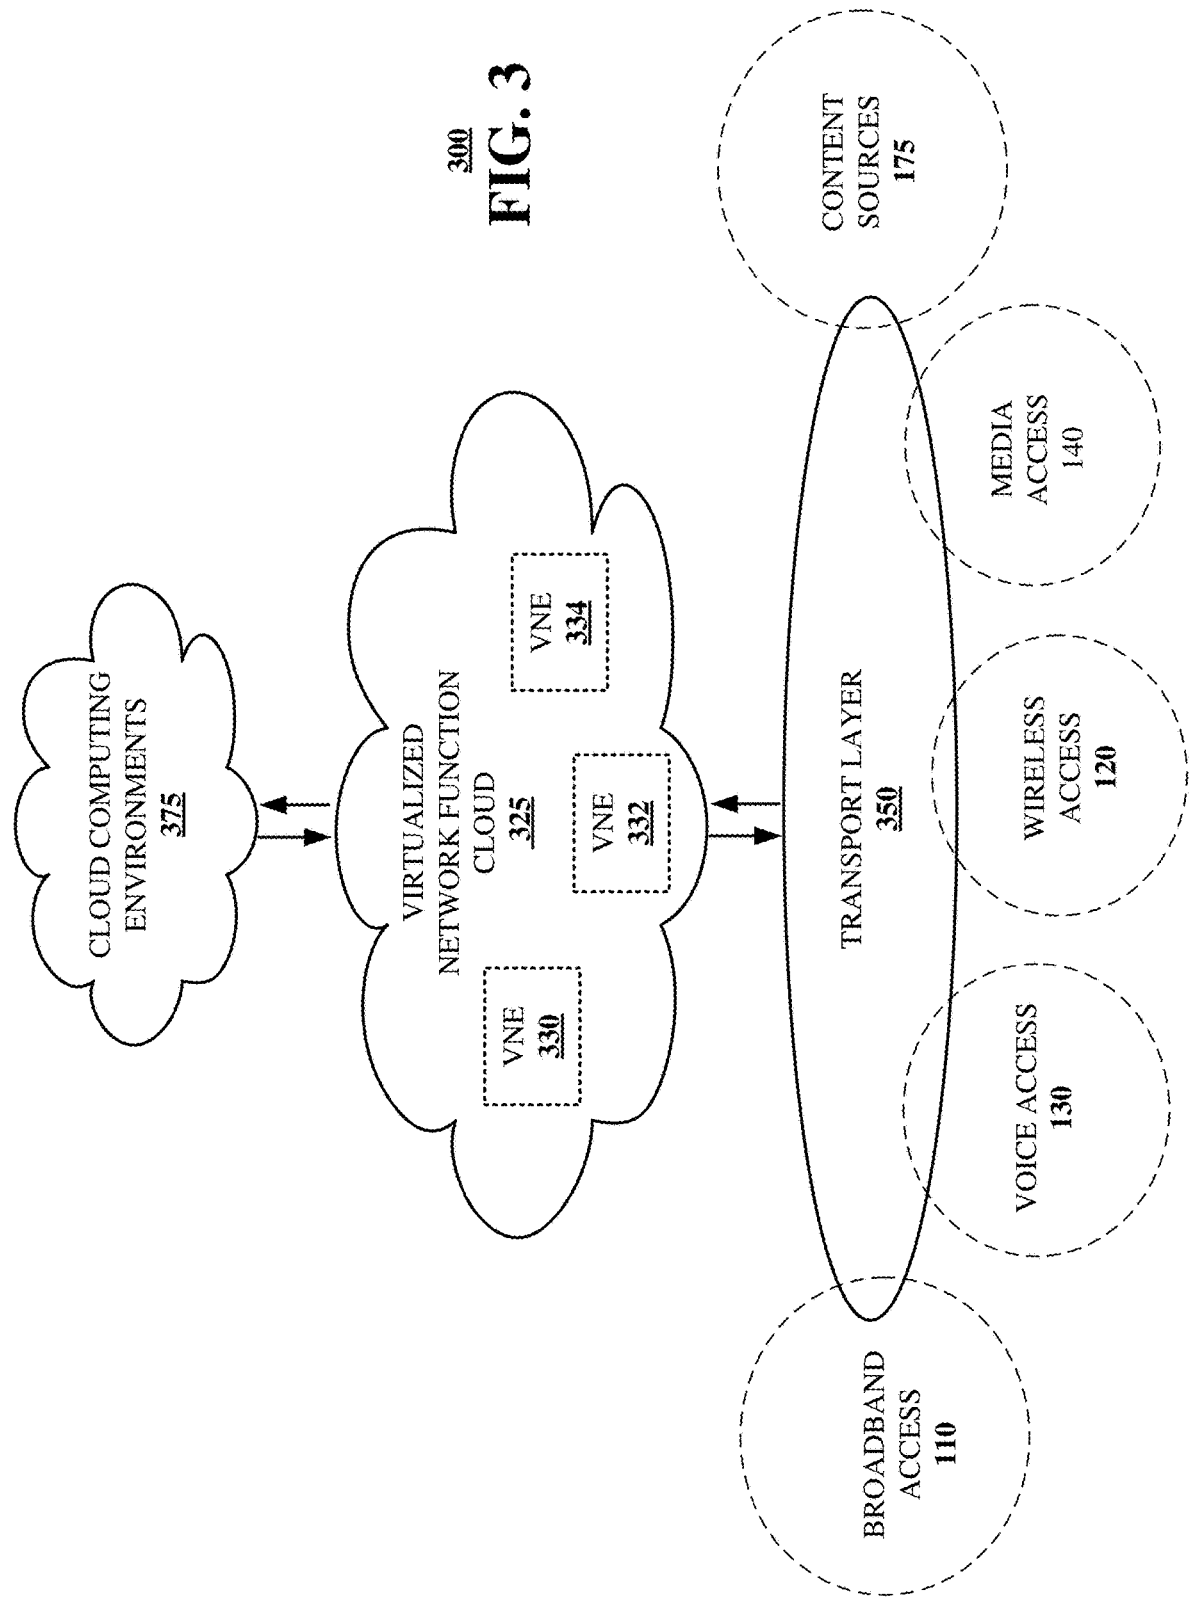 CLOUD COMPUTING
ENVIRONMENTS
375
VIRTUALIZED
NETWORK FUNCTION
CLOUD
325
VNE
330
VNE
332
VNE
334
TRANSPORT LAYER
350
BROADBAND
ACCESS
110
VOICE ACCESS
130
WIRELESS
ACCESS
120
MEDIA
ACCESS
140
CONTENT
SOURCES
175
300
FIG. 3